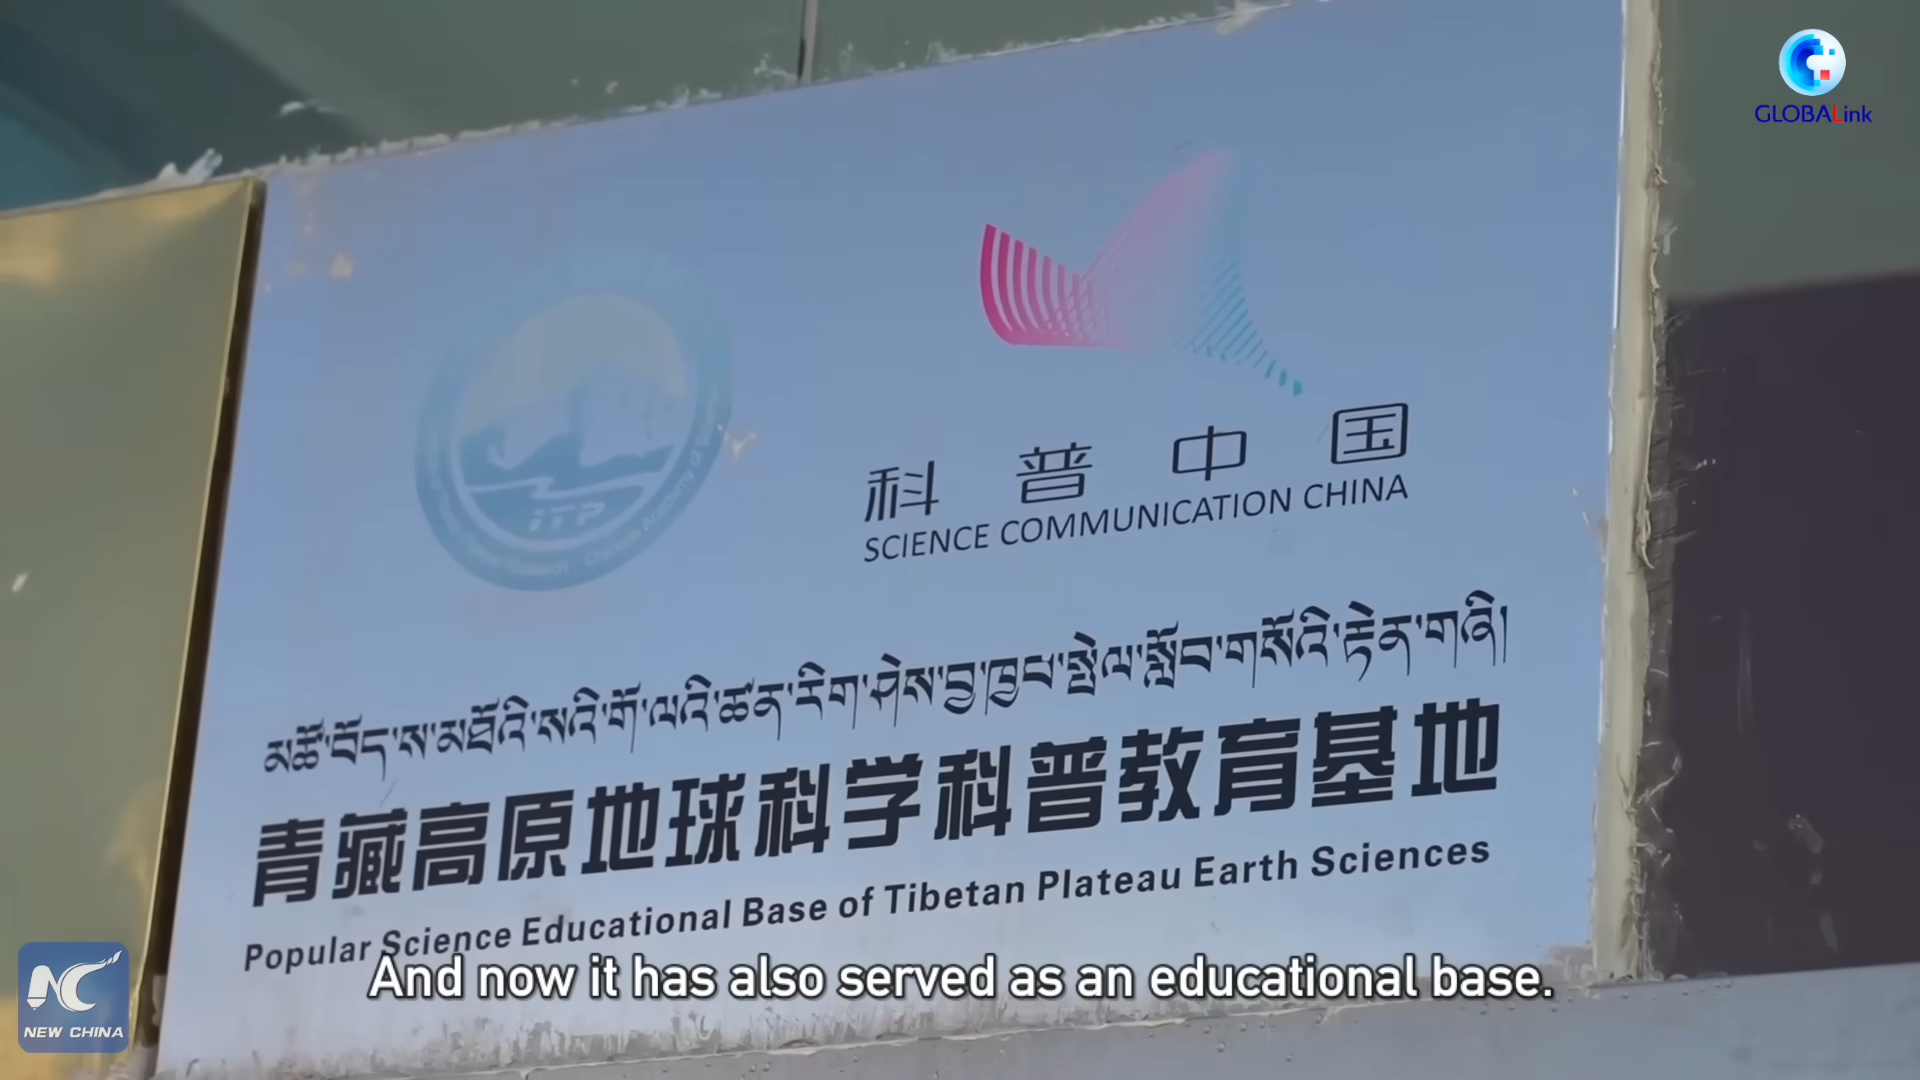 GLOBALink
科普中国
SCIENCE COMMUNICATION CHINA
ITP
མཚོ་བོད་ས་མཐོའི་སའི་གོ་ལའི་ཚན་རིག་ཤེས་བྱ་ཁྱབ་སྤེལ་སློབ་གསོའི་རྟེན་གཞི།
青藏高原地球科学科普教育基地
Popular Science Educational Base of Tibetan Plateau Earth Sciences
And now it has also served as an educational base.
NEW CHINA